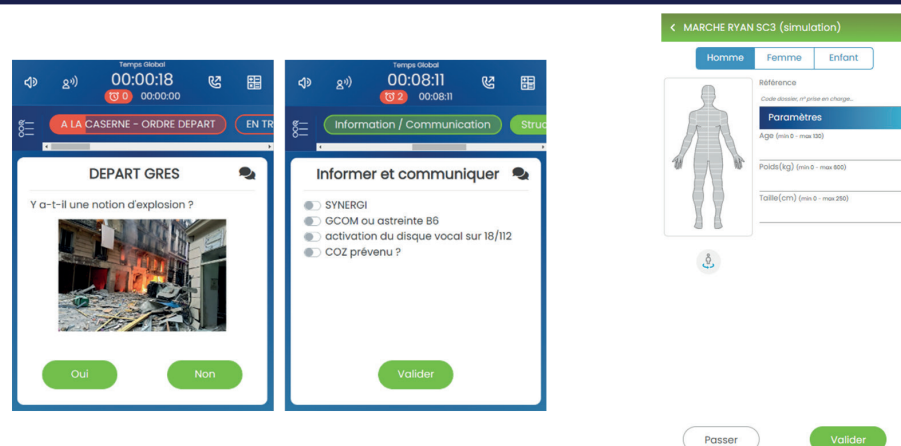 Temps Global
00:00:18
0 00:00:00
A LA CASERNE - ORDRE DEPART
EN TR
DEPART GRES
Y a-t-il une notion d'explosion ?
Oui
Non
Temps Global
00:08:11
2 00:08:11
Information / Communication
Struc
Informer et communiquer
SYNERGI
GCOM ou astreinte B6
activation du disque vocal sur 18/112
COZ prévenu ?
Valider
< MARCHE RYAN SC3 (simulation)
Homme
Femme
Enfant
Référence
Code dossier, n° prise en charge...
Paramètres
Age (min 0 - max 130)
Poids(kg) (min 0 - max 600)
Taille(cm) (min 0 - max 250)
Passer
Valider